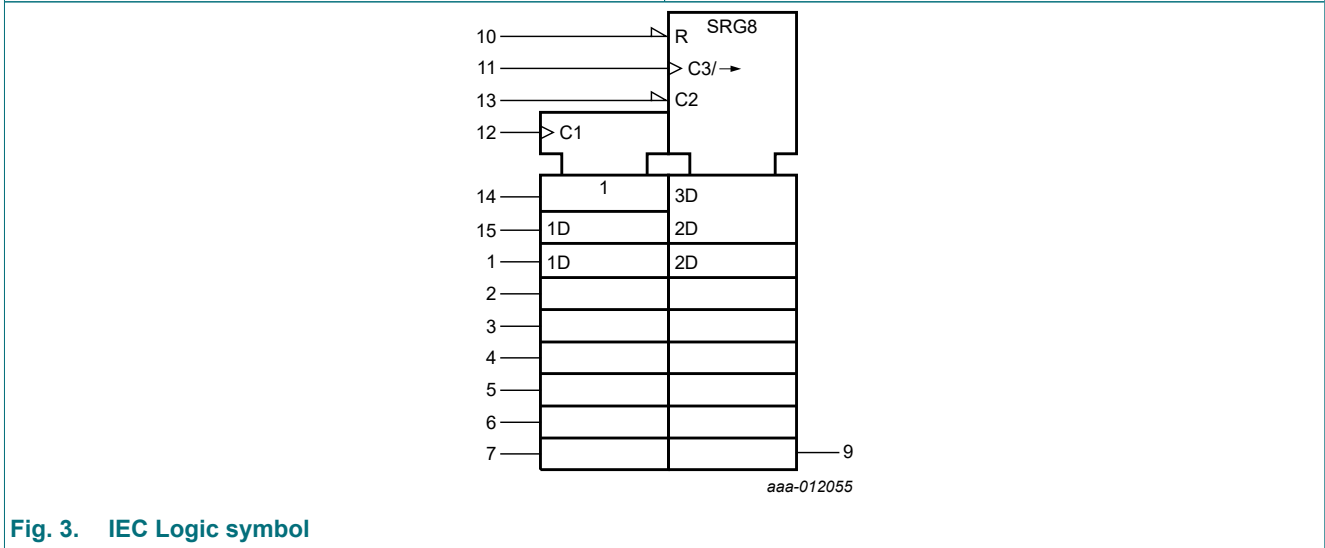 SRG8
10 R
11 C3/→
13 C2
12 C1
14 1 3D
15 1D 2D
1 1D 2D
2
3
4
5
6
7 9
aaa-012055
Fig. 3. IEC Logic symbol